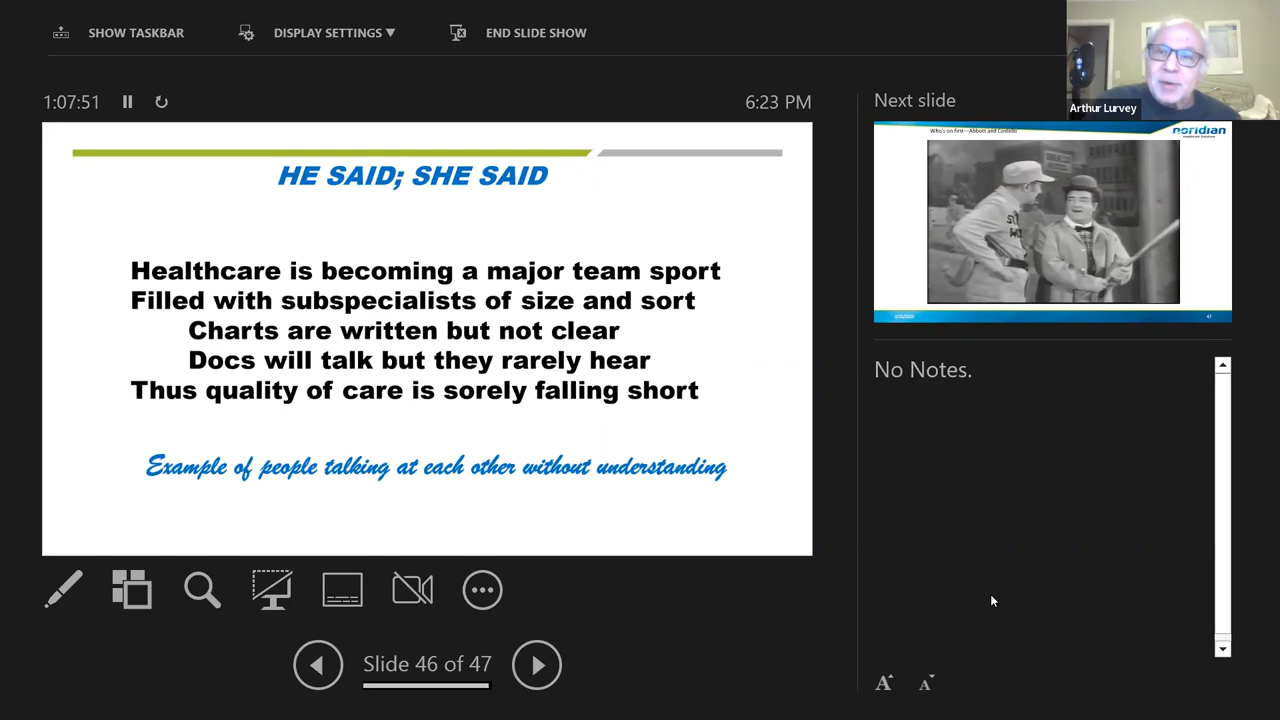 SHOW TASKBAR
DISPLAY SETTINGS ▼
END SLIDE SHOW
1:07:51
6:23 PM
HE SAID; SHE SAID
Healthcare is becoming a major team sport
Filled with subspecialists of size and sort
Charts are written but not clear
Docs will talk but they rarely hear
Thus quality of care is sorely falling short
Example of people talking at each other without understanding
Slide 46 of 47
Arthur Lurvey
Next slide
Who's on first—Abbott and Costello
noridian
Healthcare Solutions
47
No Notes.
A A